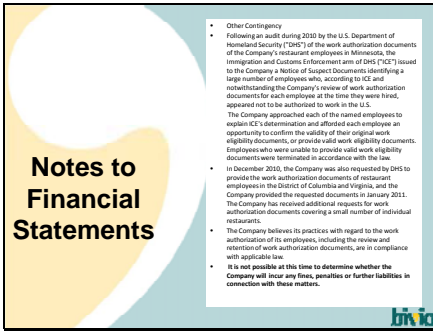 Notes to
Financial
Statements
• Other Contingency
• Following an audit during 2010 by the U.S. Department of
Homeland Security ("DHS") of the work authorization documents
of the Company's restaurant employees in Minnesota, the
Immigration and Customs Enforcement arm of DHS ("ICE") issued
to the Company a Notice of Suspect Documents identifying a
large number of employees who, according to ICE and
notwithstanding the Company's review of work authorization
documents for each employee at the time they were hired,
appeared not to be authorized to work in the U.S.
The Company approached each of the named employees to
explain ICE's determination and afforded each employee an
opportunity to confirm the validity of their original work
eligibility documents, or provide valid work eligibility documents.
Employees who were unable to provide valid work eligibility
documents were terminated in accordance with the law.
• In December 2010, the Company was also requested by DHS to
provide the work authorization documents of restaurant
employees in the District of Columbia and Virginia, and the
Company provided the requested documents in January 2011.
The Company has received additional requests for work
authorization documents covering a small number of individual
restaurants.
• The Company believes its practices with regard to the work
authorization of its employees, including the review and
retention of work authorization documents, are in compliance
with applicable law.
• It is not possible at this time to determine whether the
Company will incur any fines, penalties or further liabilities in
connection with these matters.
bivio